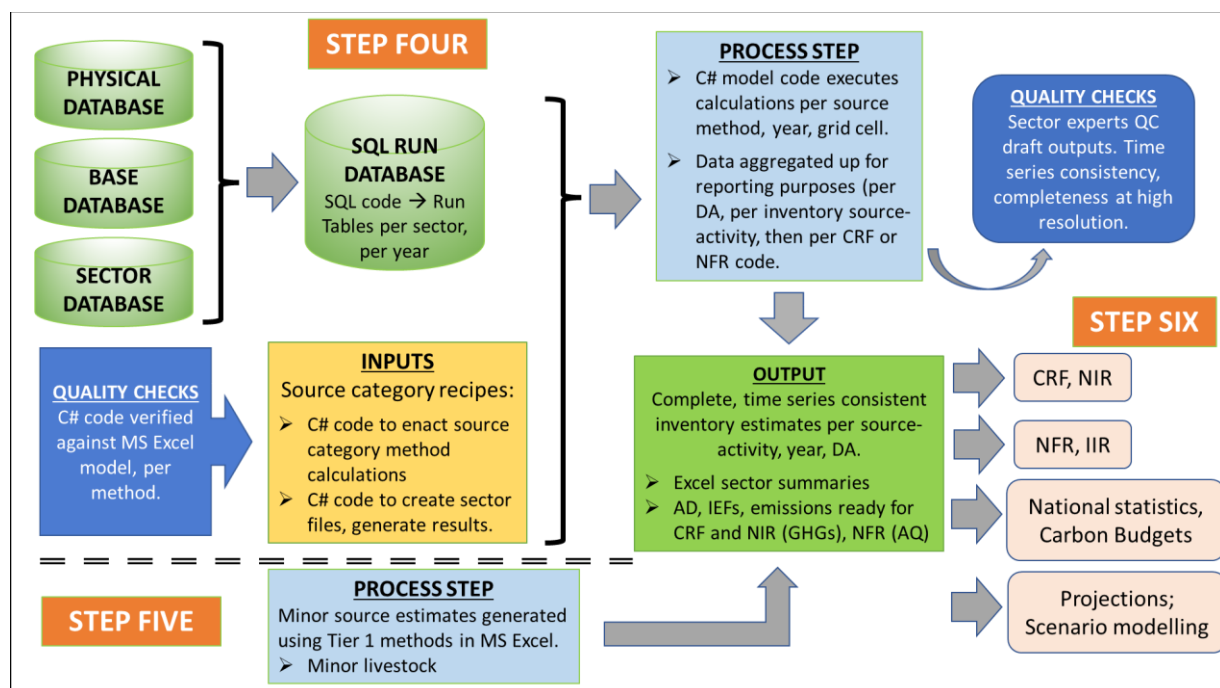 STEP FOUR
PHYSICAL
DATABASE
BASE
DATABASE
SECTOR
DATABASE
SQL RUN
DATABASE
SQL code → Run
Tables per sector,
per year
QUALITY CHECKS
C# code verified
against MS Excel
model, per
method.
INPUTS
Source category recipes:
➢ C# code to enact source
category method
calculations
➢ C# code to create sector
files, generate results.
PROCESS STEP
➢ C# model code executes
calculations per source
method, year, grid cell.
➢ Data aggregated up for
reporting purposes (per
DA, per inventory source-
activity, then per CRF or
NFR code.
QUALITY CHECKS
Sector experts QC
draft outputs. Time
series consistency,
completeness at high
resolution.
STEP FIVE
PROCESS STEP
Minor source estimates generated
using Tier 1 methods in MS Excel.
➢ Minor livestock
OUTPUT
Complete, time series consistent
inventory estimates per source-
activity, year, DA.
➢ Excel sector summaries
➢ AD, IEFs, emissions ready for
CRF and NIR (GHGs), NFR (AQ)
STEP SIX
CRF, NIR
NFR, IIR
National statistics,
Carbon Budgets
Projections;
Scenario modelling